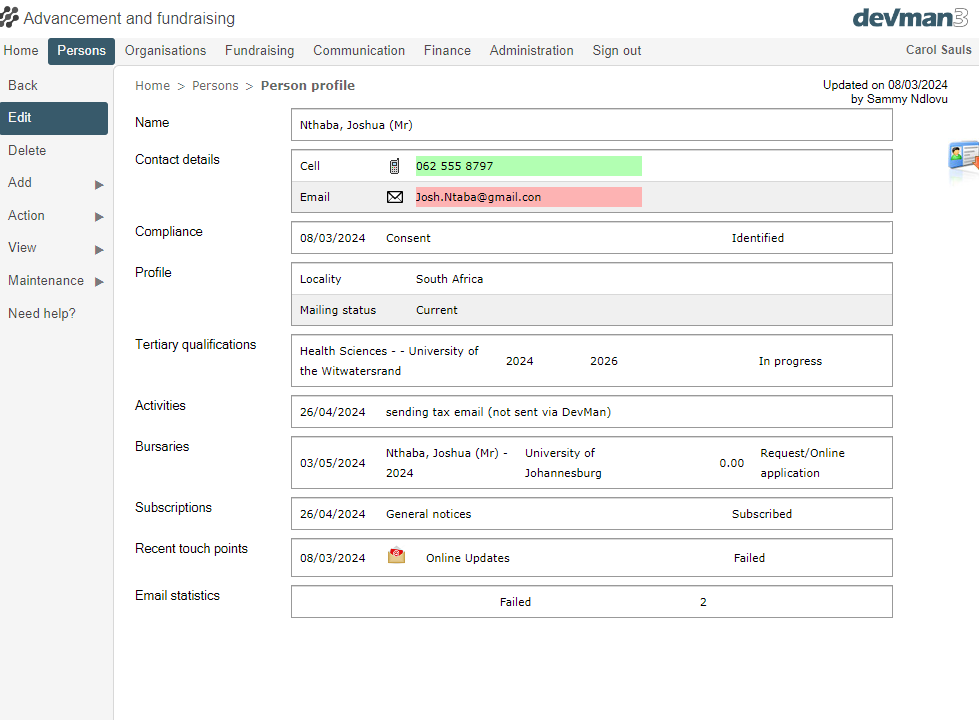 Advancement and fundraising
devman3
Home Persons Organisations Fundraising Communication Finance Administration Sign out Carol Sauls
Back
Edit
Delete
Add
Action
View
Maintenance
Need help?
Home > Persons > Person profile
Updated on 08/03/2024
by Sammy Ndlovu
Name
Nthaba, Joshua (Mr)
Contact details
Cell 062 555 8797
Email Josh.Ntaba@gmail.con
Compliance
08/03/2024 Consent Identified
Profile
Locality South Africa
Mailing status Current
Tertiary qualifications
Health Sciences - - University of
the Witwatersrand
2024 2026 In progress
Activities
26/04/2024 sending tax email (not sent via DevMan)
Bursaries
03/05/2024
Nthaba, Joshua (Mr) -
2024
University of
Johannesburg
0.00
Request/Online
application
Subscriptions
26/04/2024 General notices Subscribed
Recent touch points
08/03/2024 Online Updates Failed
Email statistics
Failed 2